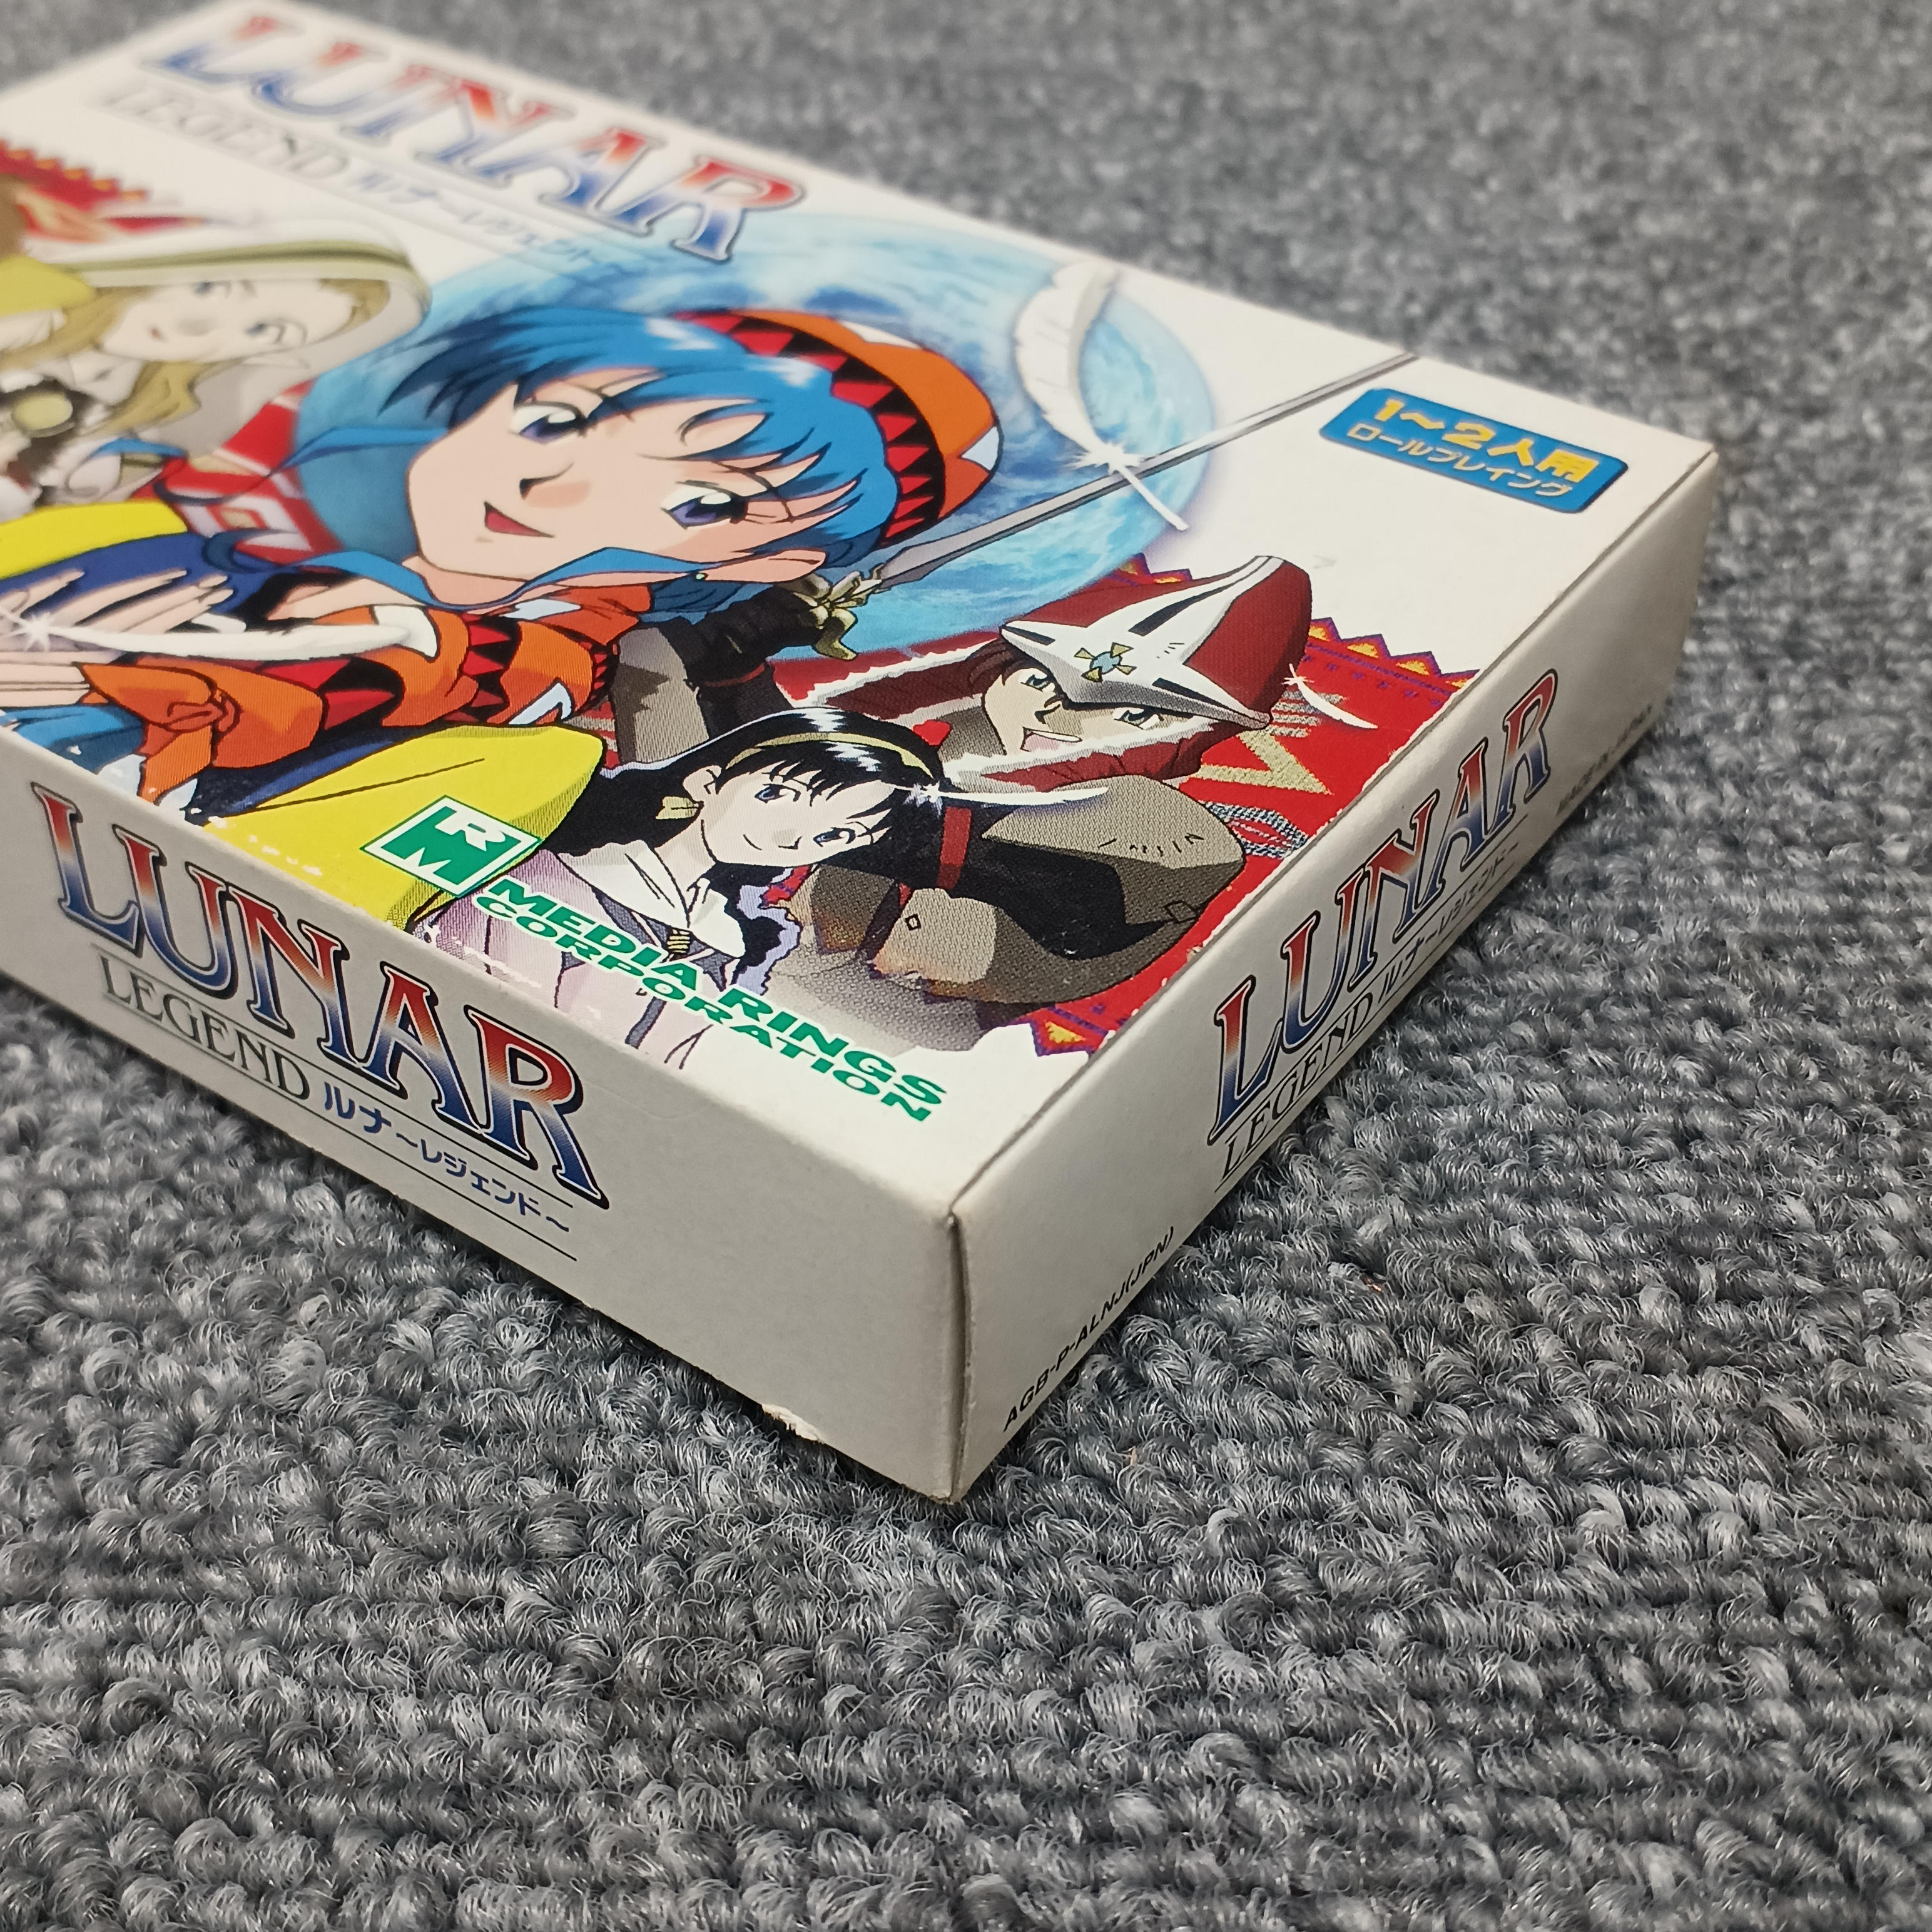 LUNAR
LEGEND ルナ〜レジェンド〜
1〜2人用
ロールプレイング
RM
MEDIA RINGS
CORPORATION
LUNAR
LEGEND ルナ〜レジェンド〜
LUNAR
LEGEND ルナ〜レジェンド〜
AGB-P-ALNJ(JPN)